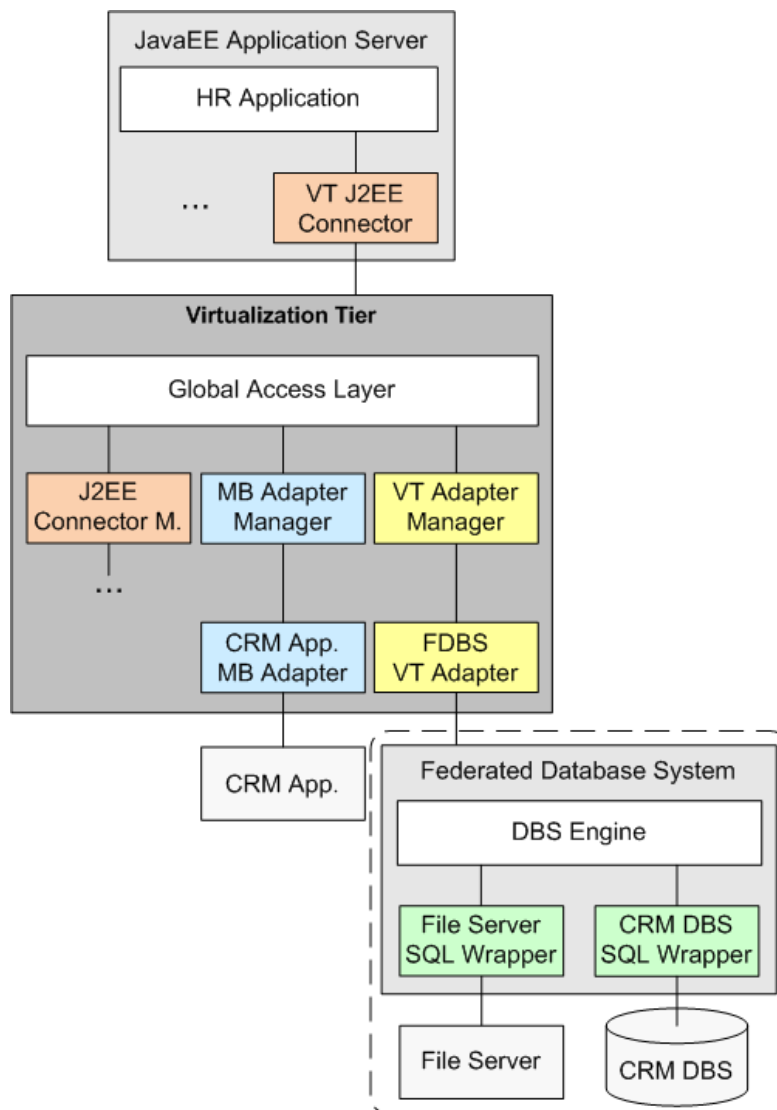 JavaEE Application Server
HR Application
...
VT J2EE
Connector
Virtualization Tier
Global Access Layer
J2EE
Connector M.
MB Adapter
Manager
VT Adapter
Manager
...
CRM App.
MB Adapter
FDBS
VT Adapter
CRM App.
Federated Database System
DBS Engine
File Server
SQL Wrapper
CRM DBS
SQL Wrapper
File Server
CRM DBS